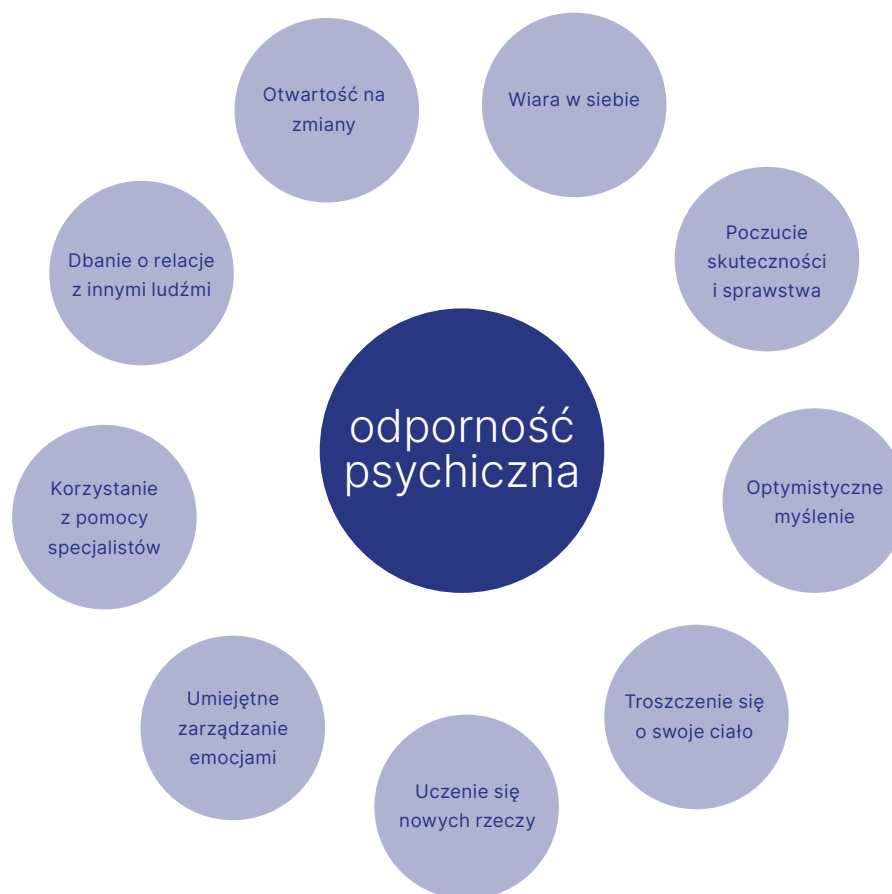 Otwartość na
zmiany
Wiara w siebie
Poczucie
skuteczności
i sprawstwa
Dbanie o relacje
z innymi ludźmi
odporność
psychiczna
Optymistyczne
myślenie
Korzystanie
z pomocy
specjalistów
Troszczenie się
o swoje ciało
Umiejętne
zarządzanie
emocjami
Uczenie się
nowych rzeczy